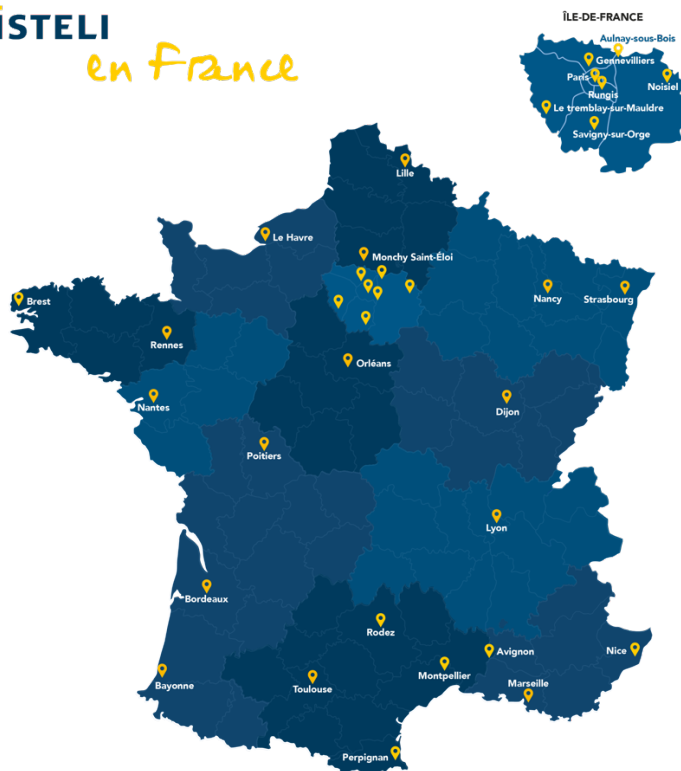 iSTELI
en France
ÎLE-DE-FRANCE
Aulnay-sous-Bois
Gennevilliers
Paris
Noisiel
Rungis
Le tremblay-sur-Mauldre
Savigny-sur-Orge
Lille
Le Havre
Monchy Saint-Éloi
Brest
Nancy
Strasbourg
Rennes
Orléans
Nantes
Dijon
Poitiers
Lyon
Bordeaux
Rodez
Avignon
Nice
Bayonne
Toulouse
Montpellier
Marseille
Perpignan